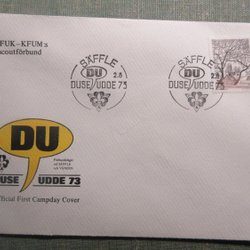 FUK-KFUM:s
scoutförbund
SÄFFLE
DU 2.8
DUSE UDDE 73
SÄFFLE
DU 2.8
DUSE UDDE 73
DU
DUSE UDDE 73
fficial First Campday Cover